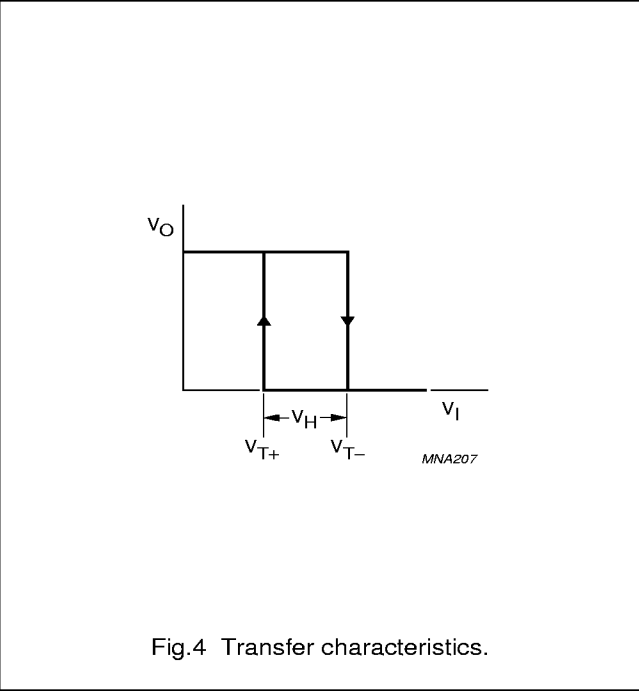 VO
VH
VI
VT+
VT−
MNA207
Fig.4 Transfer characteristics.